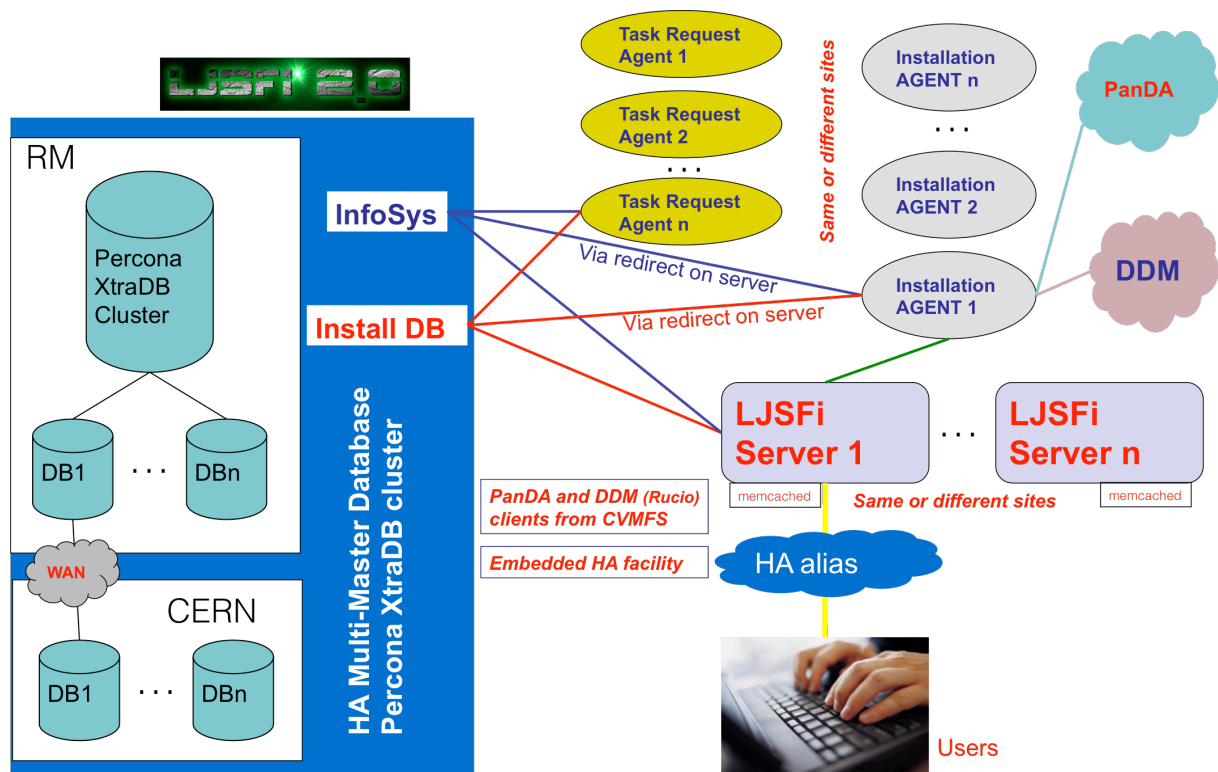 LJSFi 2.0
RM
Percona
XtraDB
Cluster
DB1
...
DBn
WAN
CERN
DB1
...
DBn
InfoSys
Install DB
HA Multi-Master Database
Percona XtraDB cluster
Task Request
Agent 1
Task Request
Agent 2
...
Task Request
Agent n
Same or different sites
Installation
AGENT n
...
Installation
AGENT 2
Installation
AGENT 1
PanDA
DDM
Via redirect on server
Via redirect on server
LJSFi
Server 1
...
LJSFi
Server n
memcached
Same or different sites
memcached
PanDA and DDM (Rucio)
clients from CVMFS
Embedded HA facility
HA alias
Users